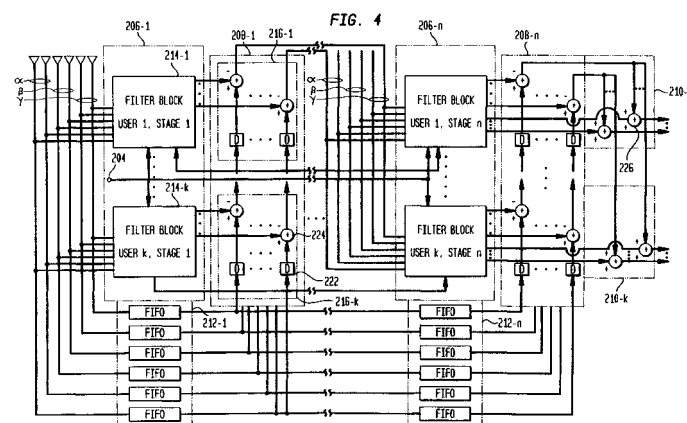 FIG. 4
206-1
208-1
216-1
206-n
208-n
214-1
214-n
α
β
γ
FILTER BLOCK
USER 1, STAGE 1
α
β
γ
FILTER BLOCK
USER 1, STAGE n
210-
226
D
D
D
D
204
214-k
FILTER BLOCK
USER k, STAGE 1
224
FILTER BLOCK
USER k, STAGE n
D
D
222
216-k
D
D
210-k
FIFO
212-1
FIFO
212-n
FIFO
FIFO
FIFO
FIFO
FIFO
FIFO
FIFO
FIFO
FIFO
FIFO